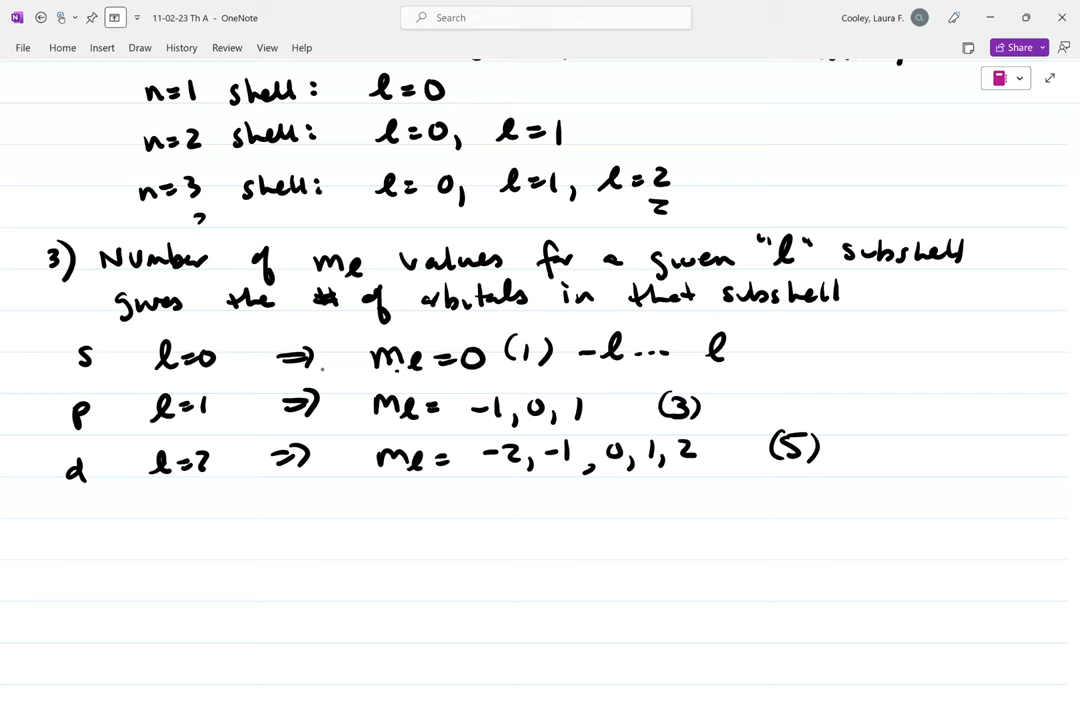 11-02-23 Th A - OneNote
Search
Cooley, Laura F.
CL
File Home Insert Draw History Review View Help
Share
n=1 shell: l=0
n=2 shell: l=0, l=1
n=3 shell: l=0, l=1, l=2
3) Number of ml values for a given "l" subshell
gives the # of orbitals in that subshell
s l=0 ⇒ ml=0 (1) -l... l
p l=1 ⇒ ml= -1, 0, 1 (3)
d l=2 ⇒ ml= -2, -1, 0, 1, 2 (5)